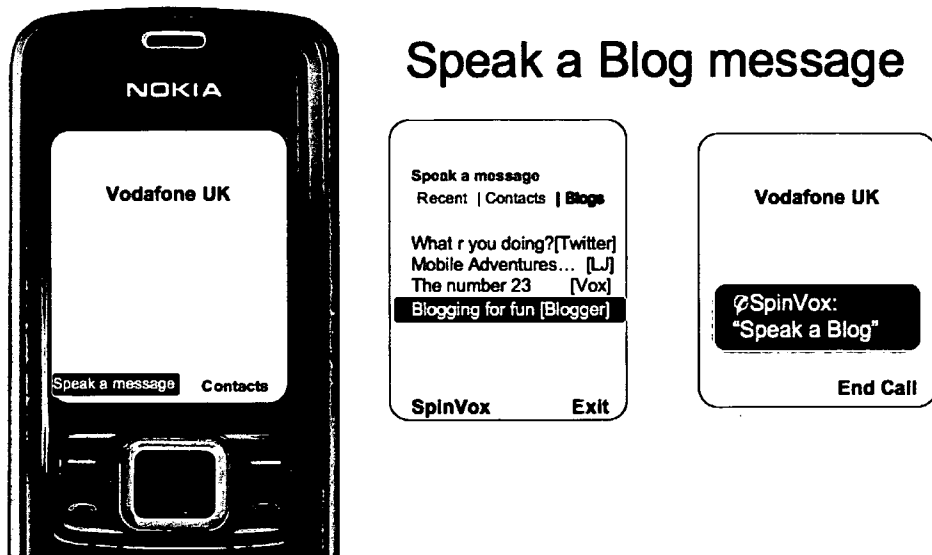 Speak a Blog message
NOKIA
Vodafone UK
Speak a message Contacts
Speak a message
Recent | Contacts | Blogs
What r you doing?[Twitter]
Mobile Adventures... [LJ]
The number 23 [Vox]
Blogging for fun [Blogger]
SpinVox Exit
Vodafone UK
SpinVox:
"Speak a Blog"
End Call